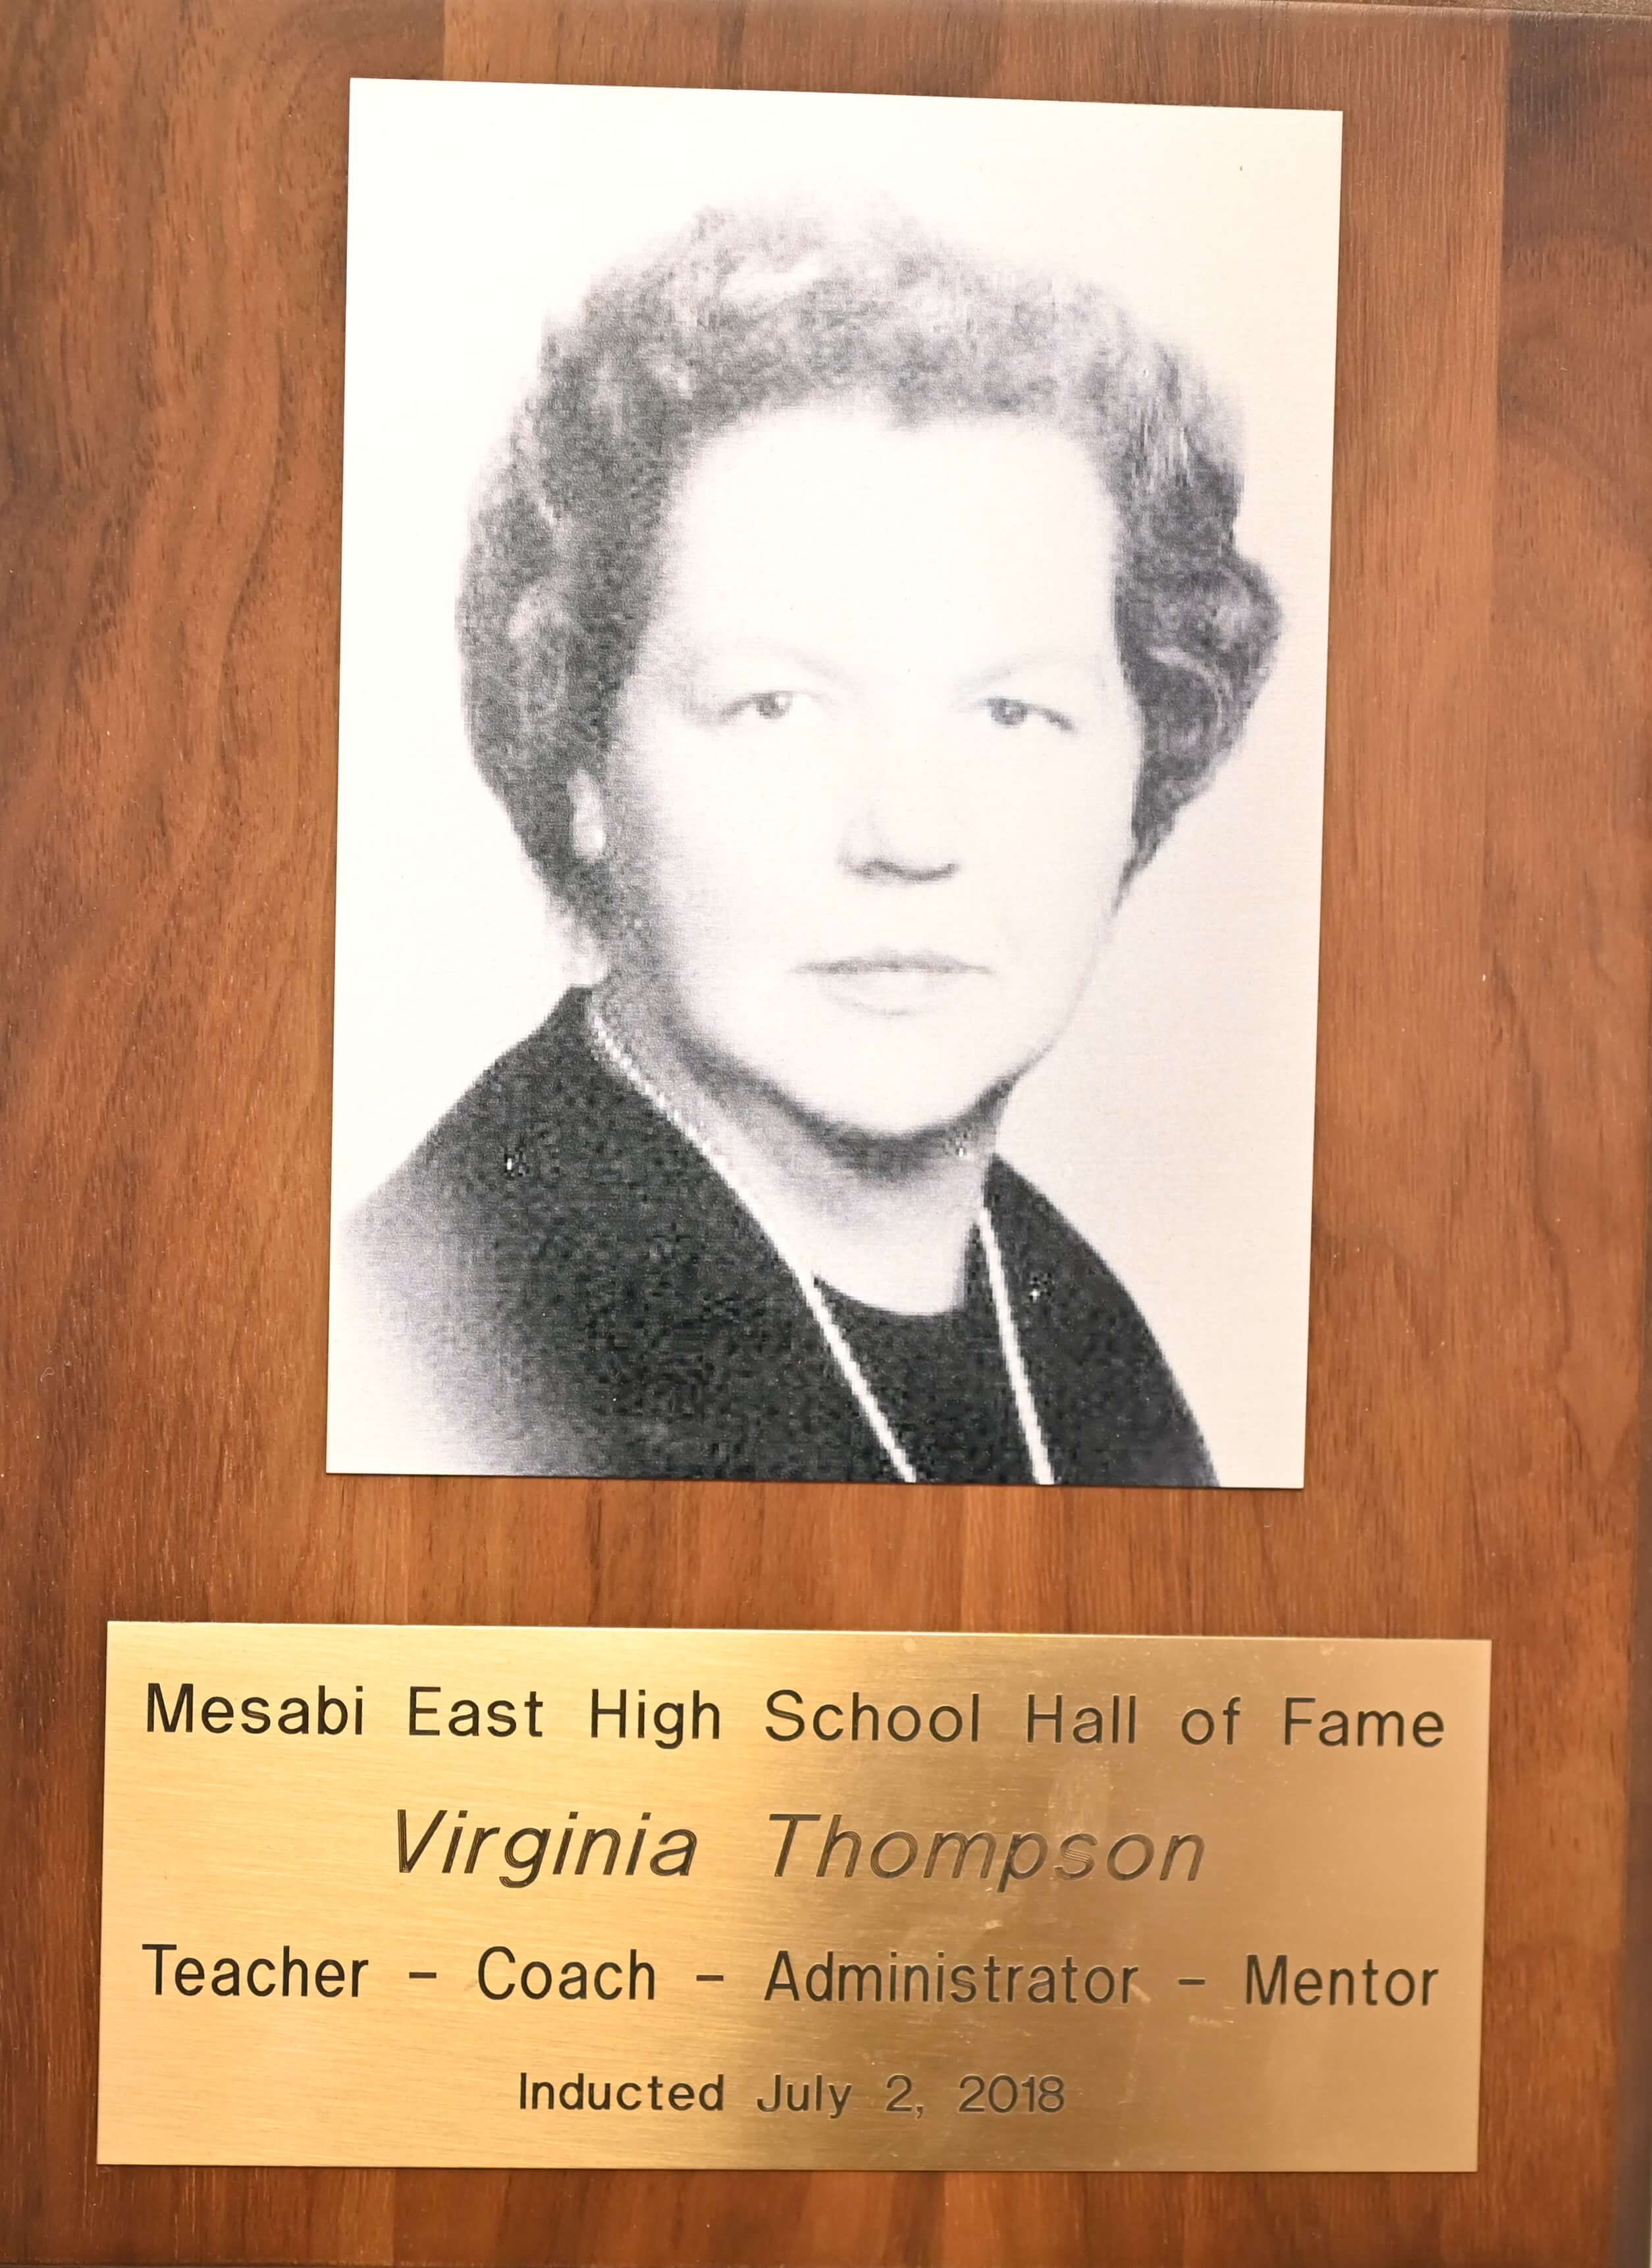 Mesabi East High School Hall of Fame
Virginia Thompson
Teacher - Coach - Administrator - Mentor
Inducted July 2, 2018